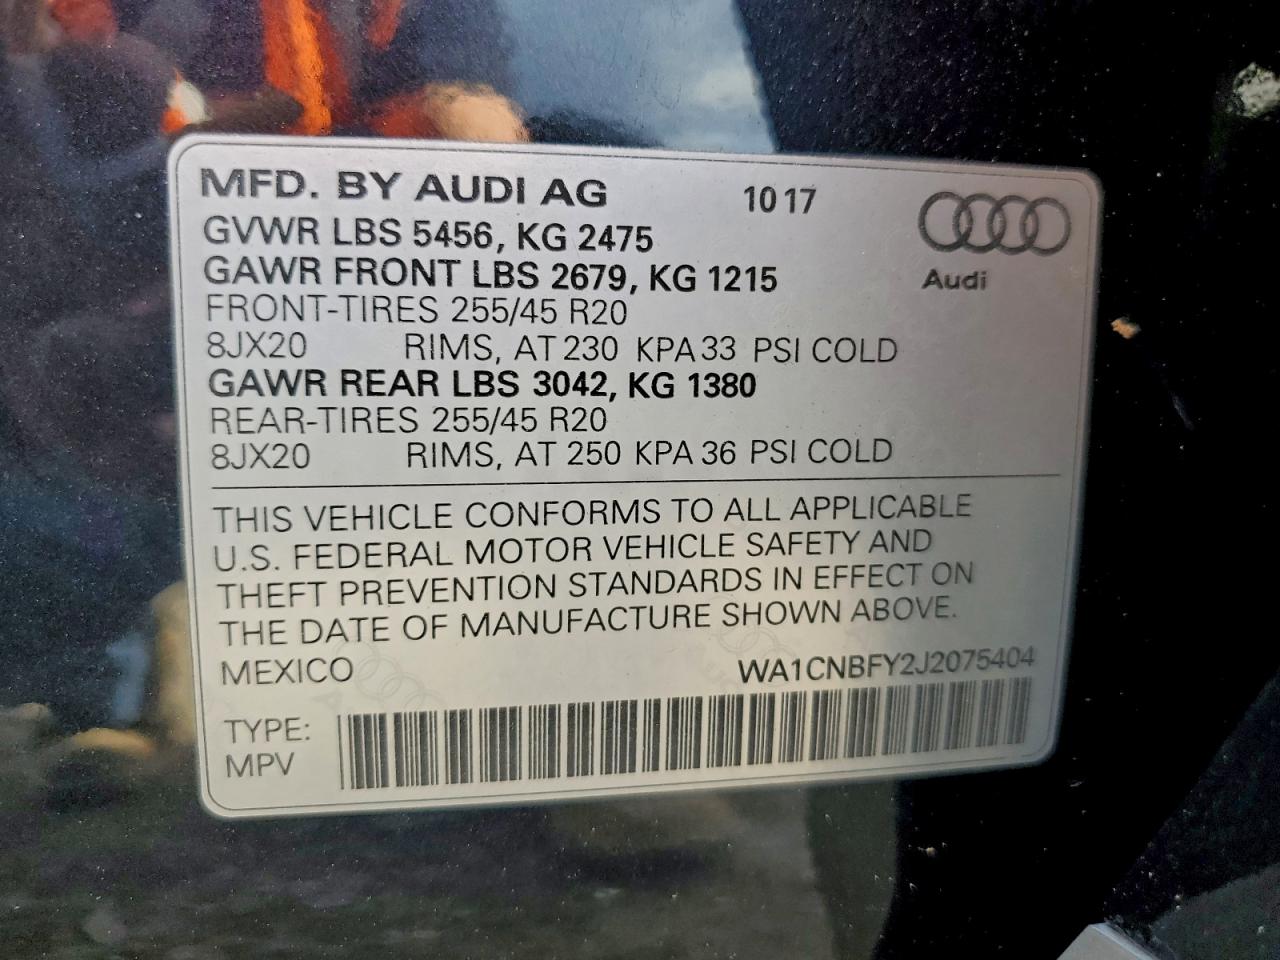 MFD. BY AUDI AG 10 17
GVWR LBS 5456, KG 2475
GAWR FRONT LBS 2679, KG 1215
Audi
FRONT-TIRES 255/45 R20
8JX20 RIMS, AT 230 KPA 33 PSI COLD
GAWR REAR LBS 3042, KG 1380
REAR-TIRES 255/45 R20
8JX20 RIMS, AT 250 KPA 36 PSI COLD
THIS VEHICLE CONFORMS TO ALL APPLICABLE
U.S. FEDERAL MOTOR VEHICLE SAFETY AND
THEFT PREVENTION STANDARDS IN EFFECT ON
THE DATE OF MANUFACTURE SHOWN ABOVE.
MEXICO WA1CNBFY2J2075404
TYPE:
MPV